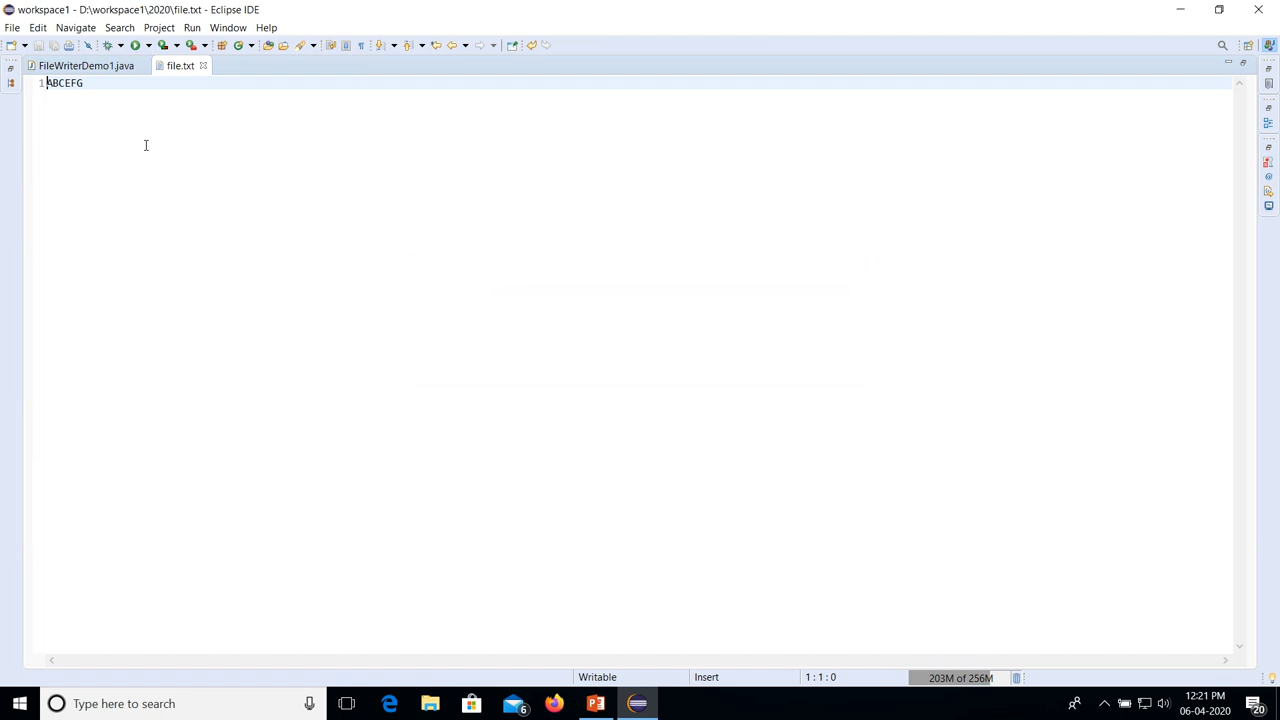 workspace1 - D:\workspace1\2020\file.txt - Eclipse IDE
File Edit Navigate Search Project Run Window Help
FileWriterDemo1.java file.txt
1 ABCEFG
Writable Insert 1 : 1 : 0 203M of 256M
Type here to search 6 12:21 PM
06-04-2020 20